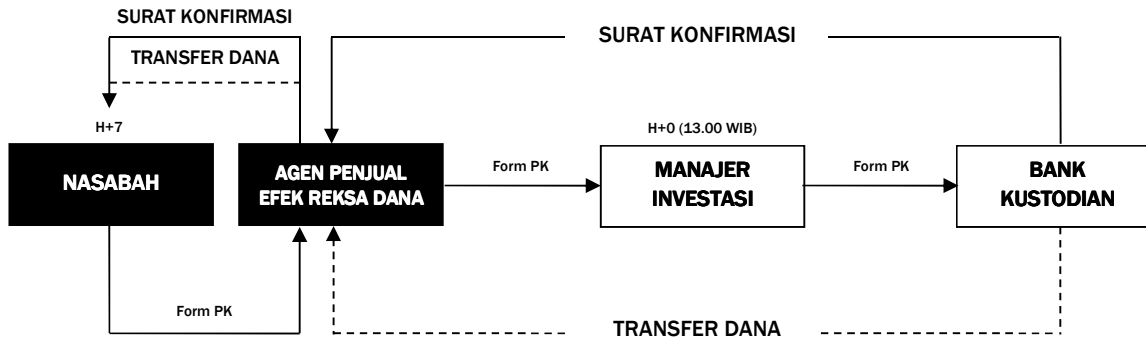 SURAT KONFIRMASI
TRANSFER DANA
SURAT KONFIRMASI
H+7
H+0 (13.00 WIB)
NASABAH
AGEN PENJUAL
EFEK REKSA DANA
Form PK
MANAJER
INVESTASI
Form PK
BANK
KUSTODIAN
Form PK
TRANSFER DANA